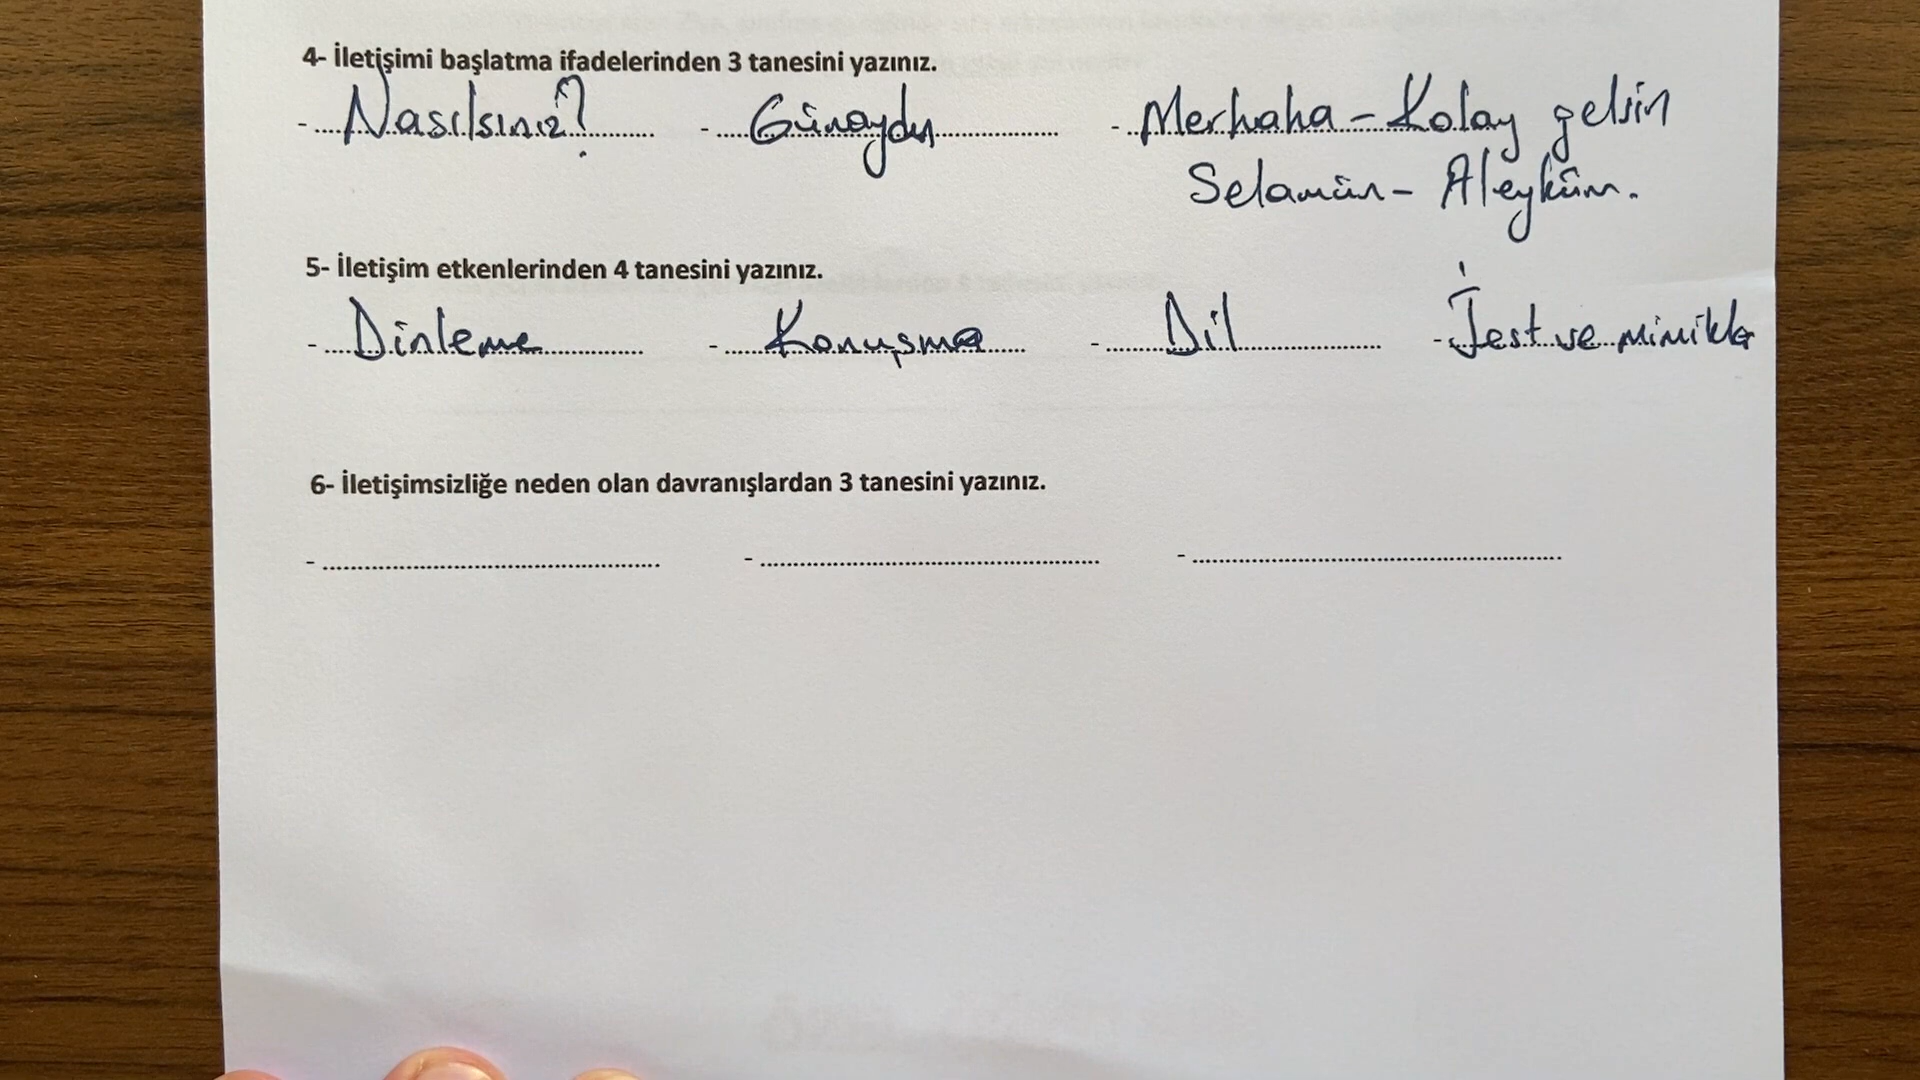 4- İletişimi başlatma ifadelerinden 3 tanesini yazınız.
- Nasılsınız? - Günaydın - Merhaha - Kolay gelsin
Selamün - Aleyküm.
5- İletişim etkenlerinden 4 tanesini yazınız.
- Dinleme - Konuşma - Dil - Jest ve mimikler
6- İletişimsizliğe neden olan davranışlardan 3 tanesini yazınız.
- ........ - ........ - ........